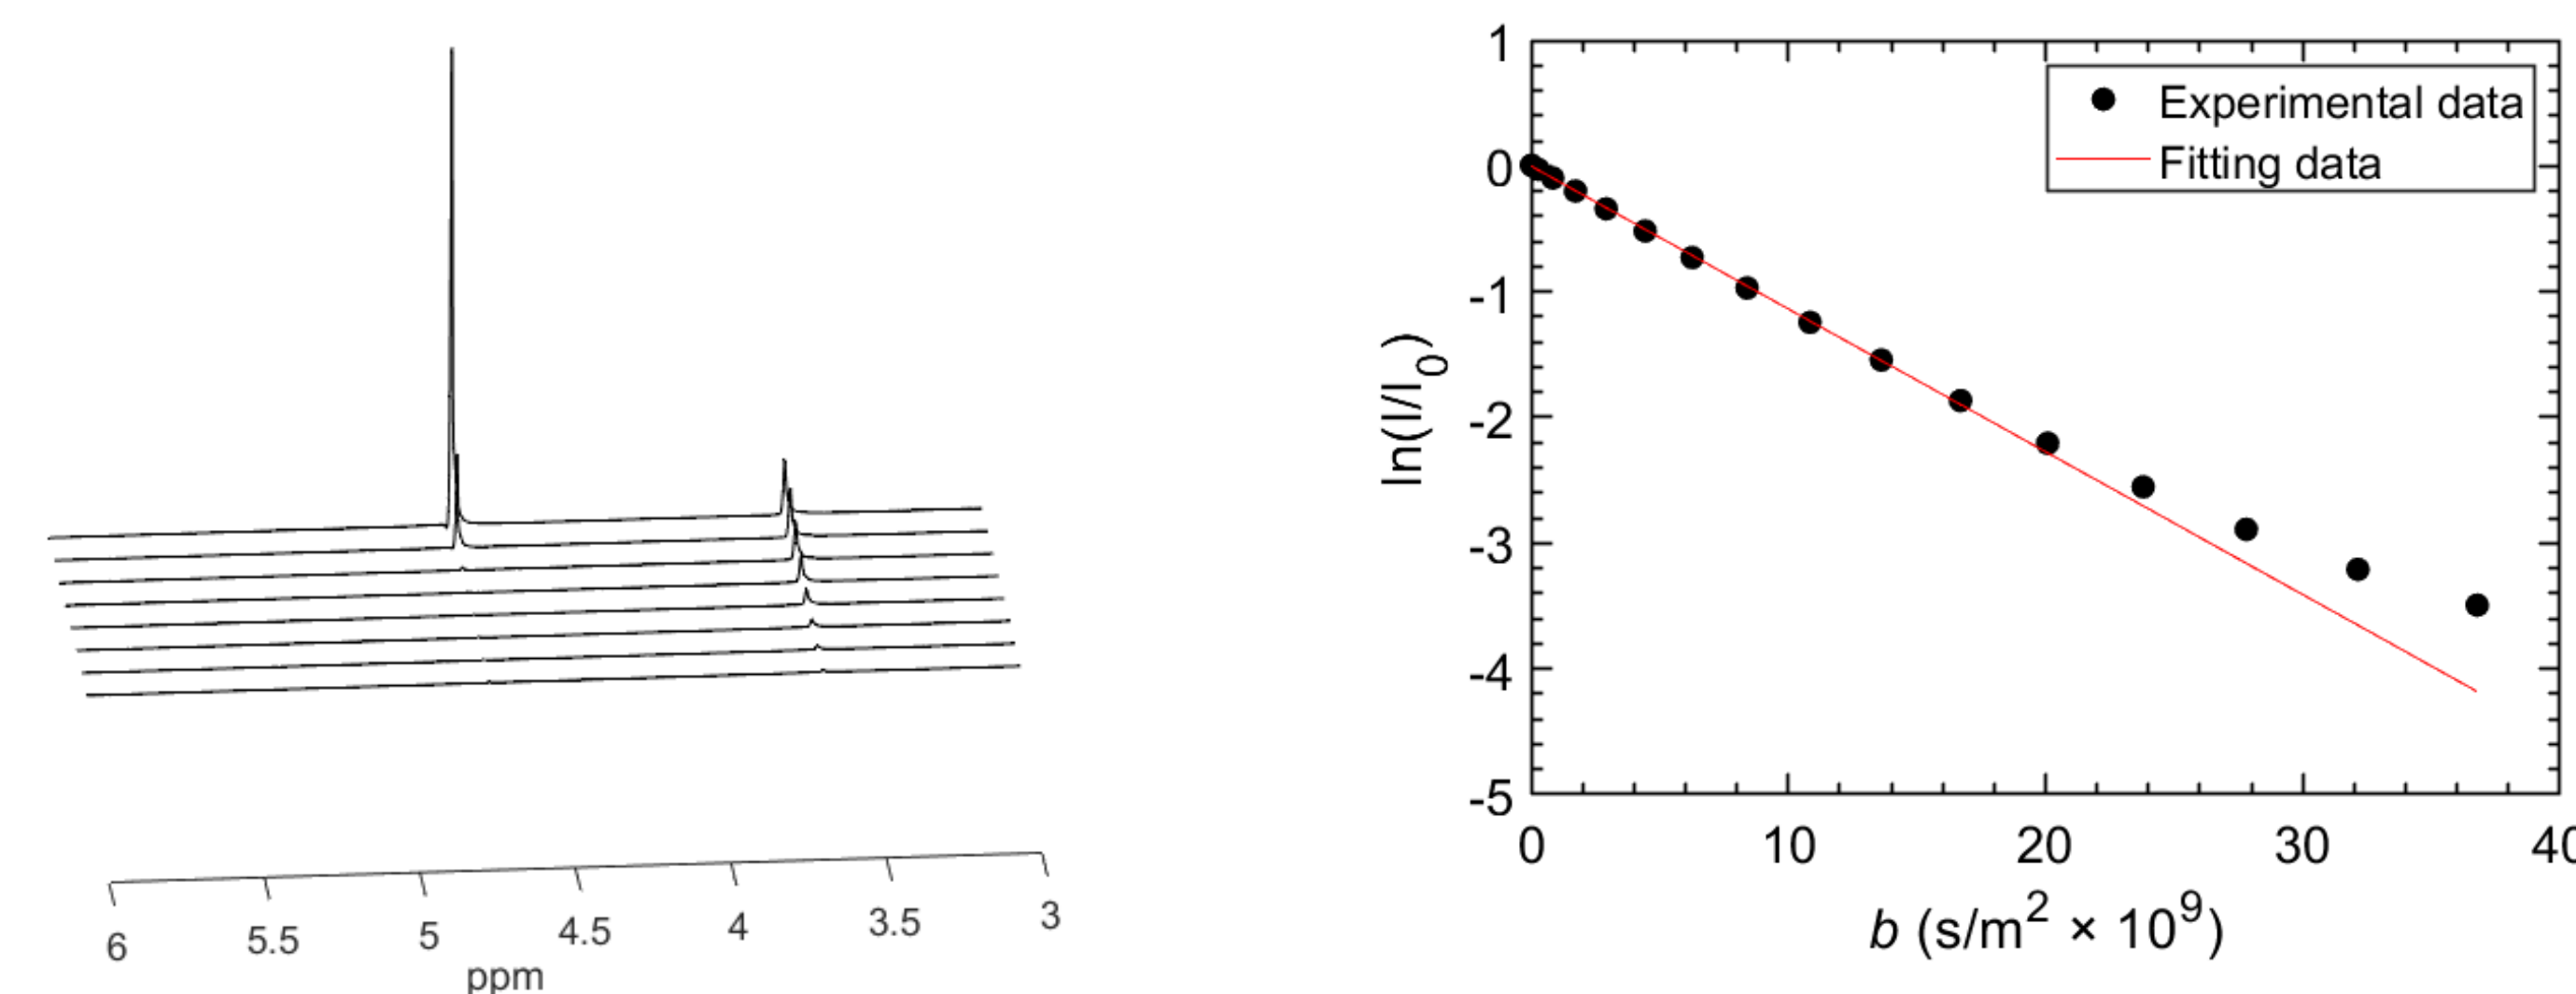 6 5.5 5 4.5 4 3.5 3
ppm
1
0
-1
-2
-3
-4
-5
ln(I/I₀)
Experimental data
Fitting data
0 10 20 30
b (s/m² × 10⁹)